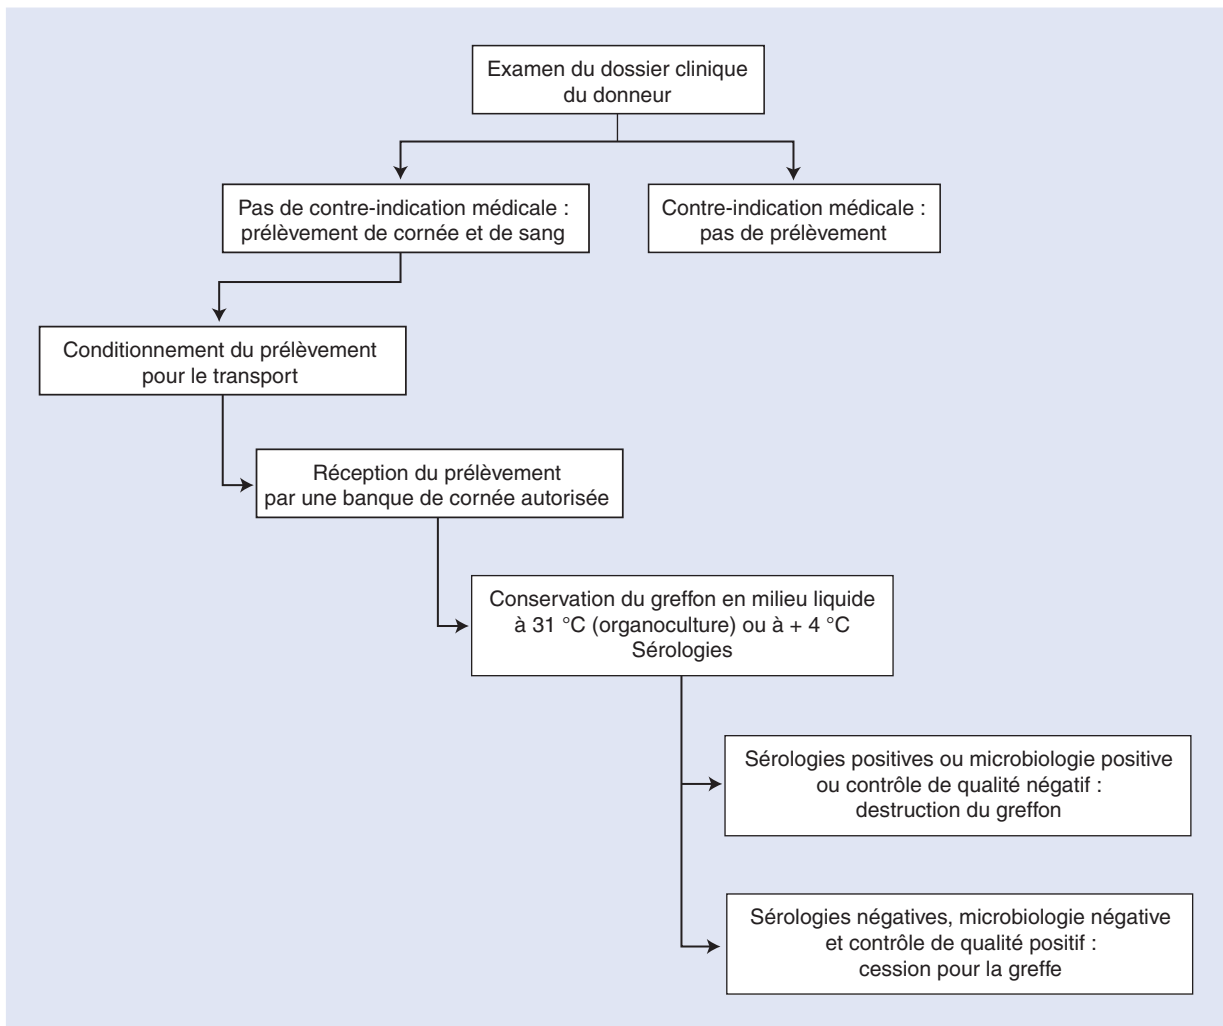 Examen du dossier clinique
du donneur
Pas de contre-indication médicale :
prélèvement de cornée et de sang
Contre-indication médicale :
pas de prélèvement
Conditionnement du prélèvement
pour le transport
Réception du prélèvement
par une banque de cornée autorisée
Conservation du greffon en milieu liquide
à 31 °C (organoculture) ou à + 4 °C
Sérologies
Sérologies positives ou microbiologie positive
ou contrôle de qualité négatif :
destruction du greffon
Sérologies négatives, microbiologie négative
et contrôle de qualité positif :
cession pour la greffe